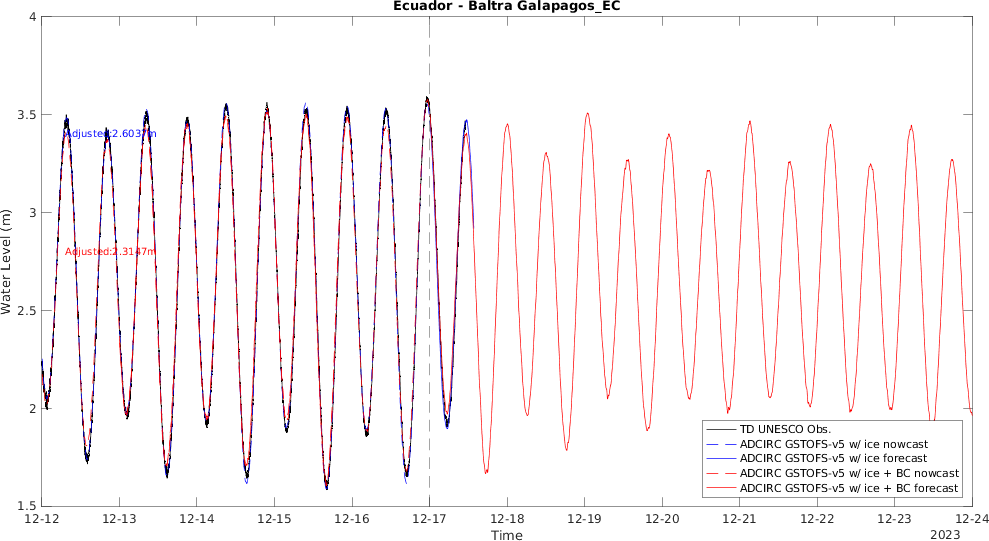 Ecuador - Baltra Galapagos_EC
4
3.5
3
2.5
2
1.5
Water Level (m)
Adjusted:2.6037m
Adjusted:2.3147m
TD UNESCO Obs.
ADCIRC GSTOFS-v5 w/ ice nowcast
ADCIRC GSTOFS-v5 w/ ice forecast
ADCIRC GSTOFS-v5 w/ ice + BC nowcast
ADCIRC GSTOFS-v5 w/ ice + BC forecast
12-12 12-13 12-14 12-15 12-16 12-17 12-18 12-19 12-20 12-21 12-22 12-23 12-24
Time
2023